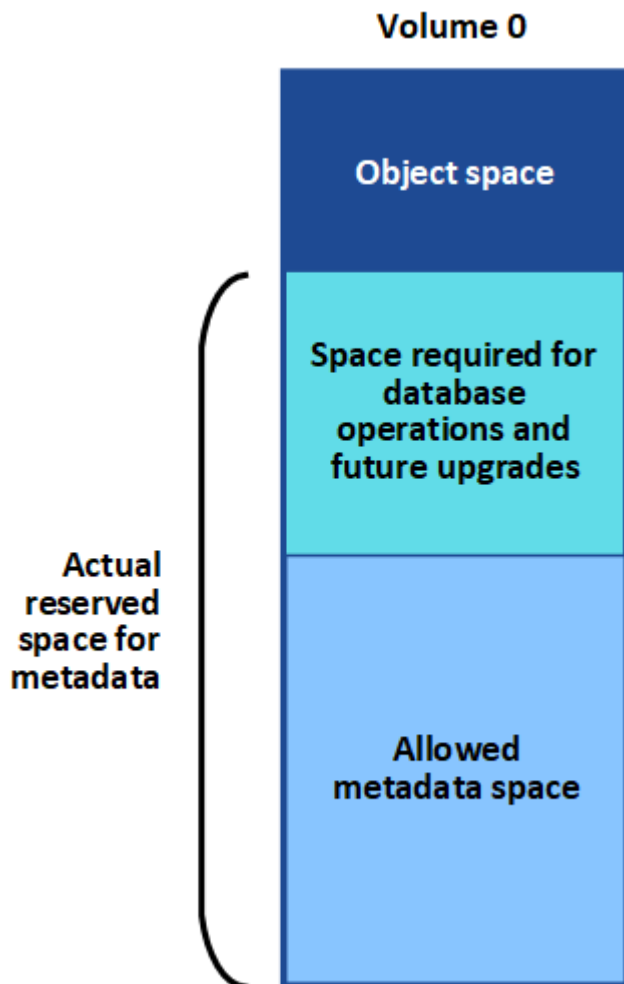 Volume 0
Object space
Space required for
database
operations and
future upgrades
Actual
reserved
space for
metadata
Allowed
metadata space